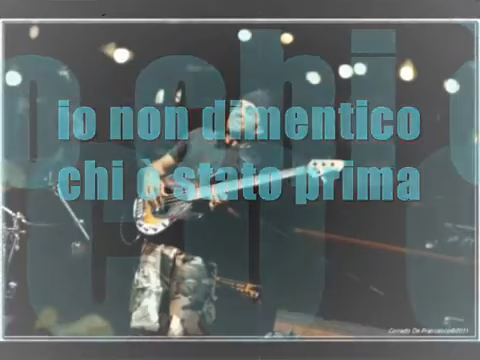 io non dimentico
chi è stato prima